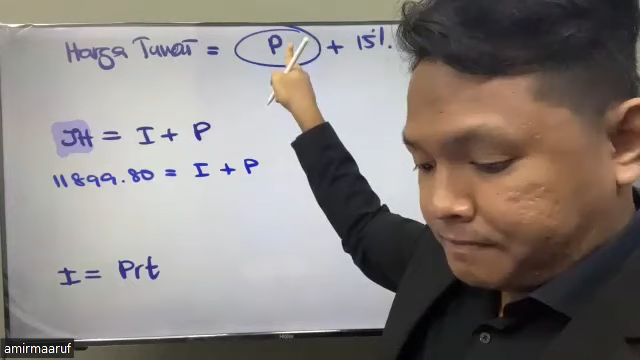 Harga Tunai = P + 15%.
JH = I + P
11899.80 = I + P
I = Prt
amirmaaruf